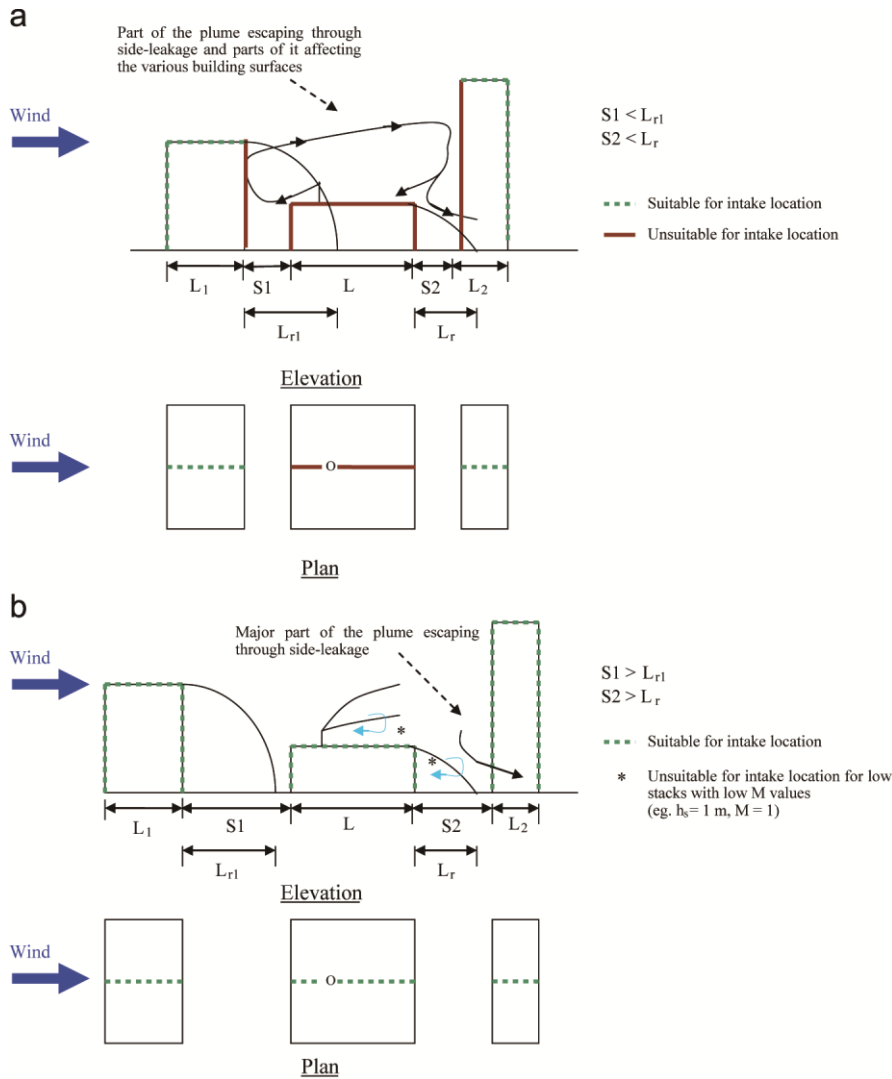 a
Part of the plume escaping through
side-leakage and parts of it affecting
the various building surfaces
Wind
S1 < Lr1
S2 < Lr
Suitable for intake location
Unsuitable for intake location
L1 S1 L S2 L2
Lr1 Lr
Elevation
Wind
O
Plan
b
Major part of the plume escaping
through side-leakage
Wind
S1 > Lr1
S2 > Lr
Suitable for intake location
* Unsuitable for intake location for low
stacks with low M values
(eg. hs = 1 m, M = 1)
* *
L1 S1 L S2 L2
Lr1 Lr
Elevation
Wind
O
Plan